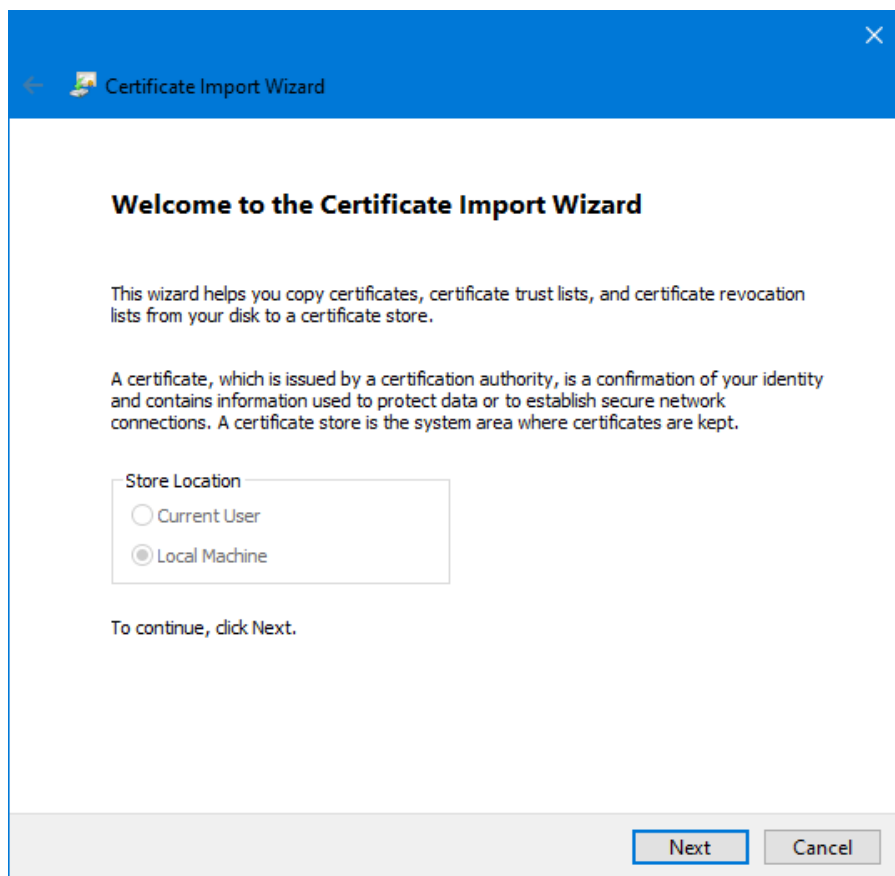 Certificate Import Wizard
Welcome to the Certificate Import Wizard
This wizard helps you copy certificates, certificate trust lists, and certificate revocation
lists from your disk to a certificate store.
A certificate, which is issued by a certification authority, is a confirmation of your identity
and contains information used to protect data or to establish secure network
connections. A certificate store is the system area where certificates are kept.
Store Location
Current User
Local Machine
To continue, click Next.
Next Cancel